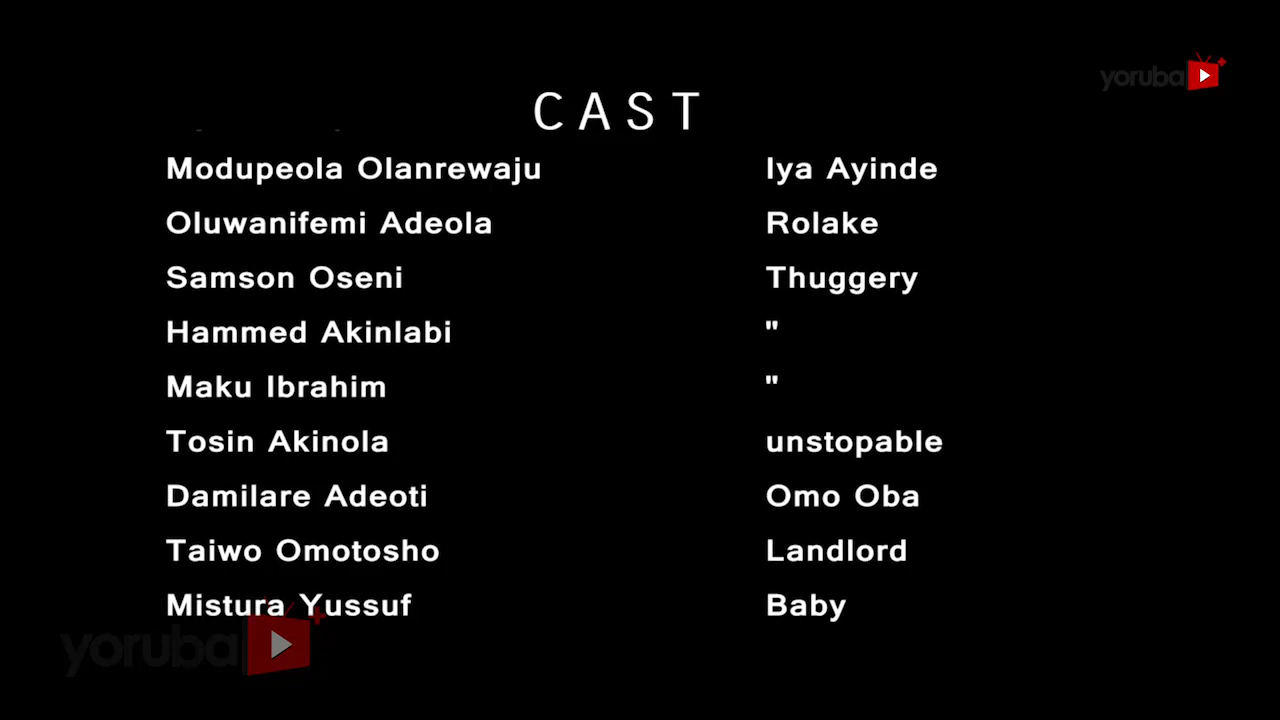 yoruba
CAST
Modupeola Olanrewaju Iya Ayinde
Oluwanifemi Adeola Rolake
Samson Oseni Thuggery
Hammed Akinlabi "
Maku Ibrahim "
Tosin Akinola unstopable
Damilare Adeoti Omo Oba
Taiwo Omotosho Landlord
Mistura Yussuf Baby
yoruba